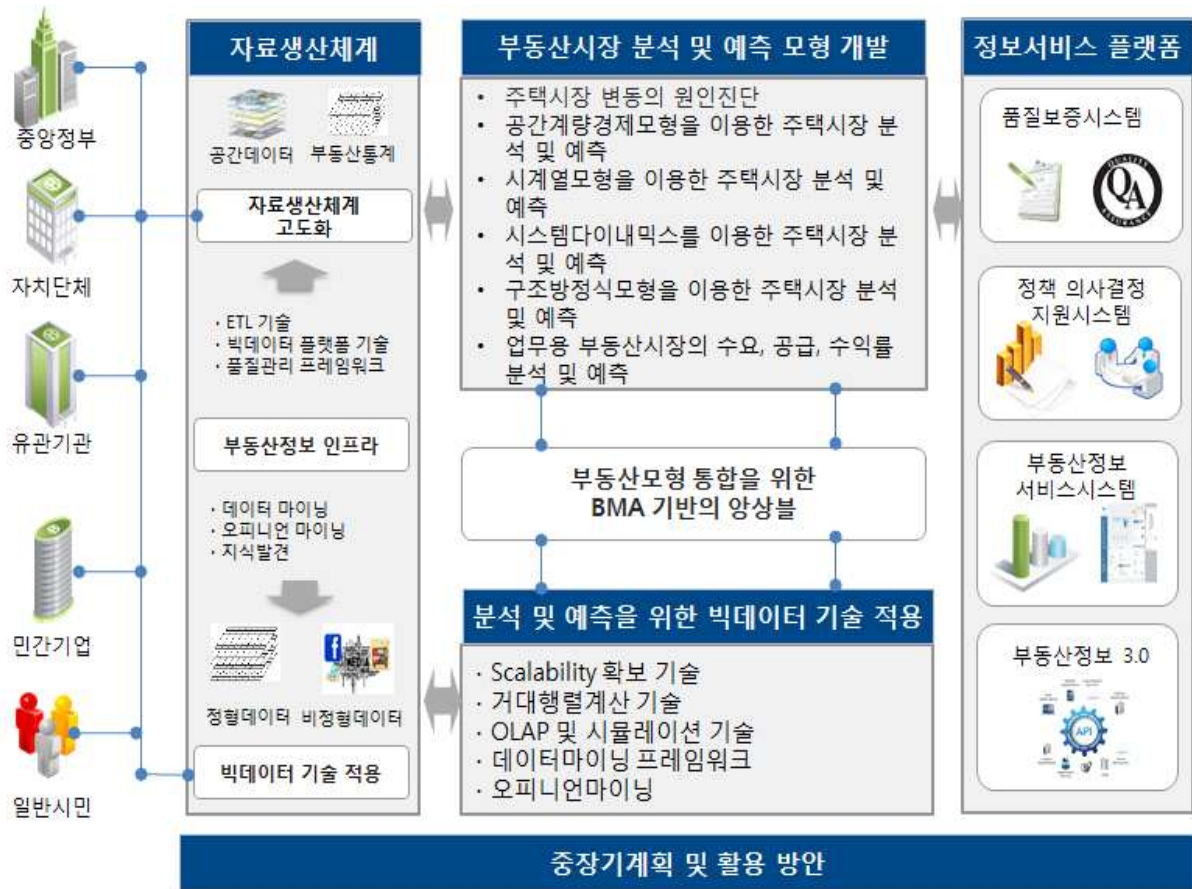 중앙정부
자치단체
유관기관
민간기업
일반시민
자료생산체계
공간데이터 부동산통계
자료생산체계
고도화
· ETL 기술
· 빅데이터 플랫폼 기술
· 품질관리 프레임워크
부동산정보 인프라
· 데이터 마이닝
· 오피니언 마이닝
· 지식발견
정형데이터 비정형데이터
빅데이터 기술 적용
부동산시장 분석 및 예측 모형 개발
• 주택시장 변동의 원인진단
• 공간계량경제모형을 이용한 주택시장 분
석 및 예측
• 시계열모형을 이용한 주택시장 분석 및
예측
• 시스템다이내믹스를 이용한 주택시장 분
석 및 예측
• 구조방정식모형을 이용한 주택시장 분석
및 예측
• 업무용 부동산시장의 수요, 공급, 수익률
분석 및 예측
부동산모형 통합을 위한
BMA 기반의 앙상블
분석 및 예측을 위한 빅데이터 기술 적용
· Scalability 확보 기술
· 거대행렬계산 기술
· OLAP 및 시뮬레이션 기술
· 데이터마이닝 프레임워크
· 오피니언마이닝
정보서비스 플랫폼
품질보증시스템
QUALITY
QA
ASSURANCE
정책 의사결정
지원시스템
부동산정보
서비스시스템
부동산정보 3.0
API
중장기계획 및 활용 방안